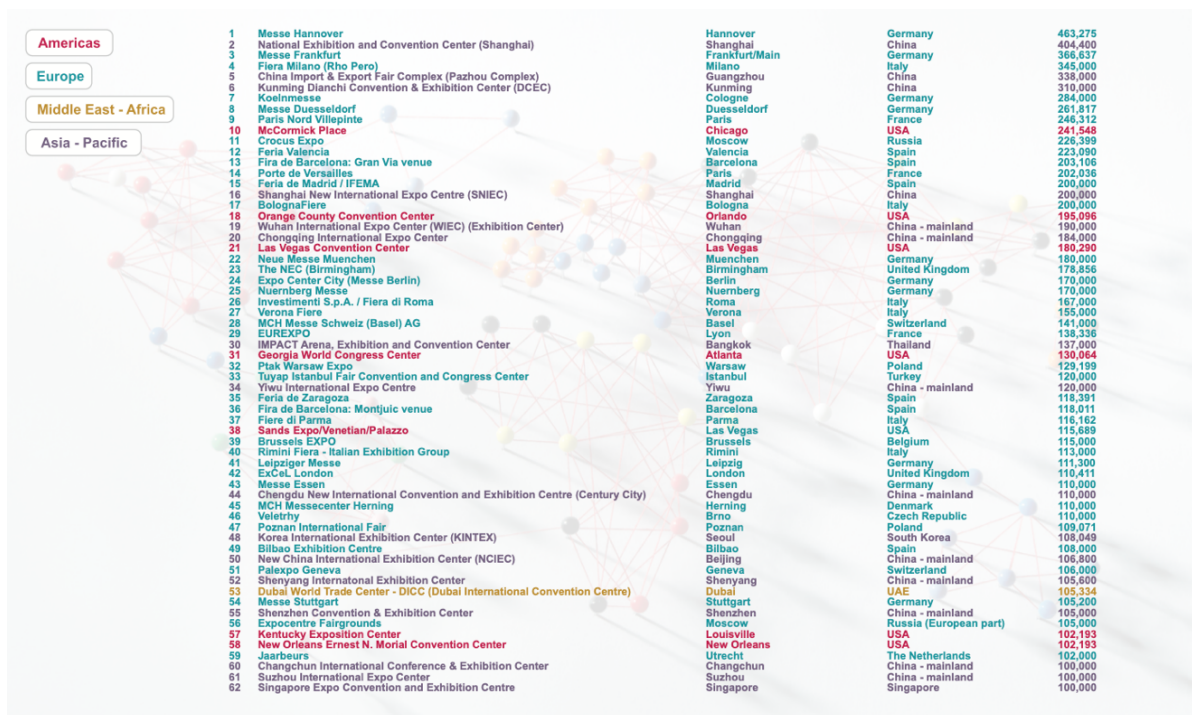 Americas
Europe
Middle East - Africa
Asia - Pacific
1 Messe Hannover Hannover Germany 463,275
2 National Exhibition and Convention Center (Shanghai) Shanghai China 404,400
3 Messe Frankfurt Frankfurt/Main Germany 366,637
4 Fiera Milano (Rho Pero) Milano Italy 345,000
5 China Import & Export Fair Complex (Pazhou Complex) Guangzhou China 338,000
6 Kunming Dianchi Convention & Exhibition Center (DCEC) Kunming China 310,000
7 Koelnmesse Cologne Germany 284,000
8 Messe Duesseldorf Duesseldorf Germany 261,817
9 Paris Nord Villepinte Paris France 246,312
10 McCormick Place Chicago USA 241,548
11 Crocus Expo Moscow Russia 226,399
12 Feria Valencia Valencia Spain 223,090
13 Fira de Barcelona: Gran Via venue Barcelona Spain 203,106
14 Porte de Versailles Paris France 202,036
15 Feria de Madrid / IFEMA Madrid Spain 200,000
16 Shanghai New International Expo Centre (SNIEC) Shanghai China 200,000
17 BolognaFiere Bologna Italy 200,000
18 Orange County Convention Center Orlando USA 195,096
19 Wuhan International Expo Center (WIEC) (Exhibition Center) Wuhan China - mainland 190,000
20 Chongqing International Expo Center Chongqing China - mainland 184,000
21 Las Vegas Convention Center Las Vegas USA 180,290
22 Neue Messe Muenchen Muenchen Germany 180,000
23 The NEC (Birmingham) Birmingham United Kingdom 178,856
24 Expo Center City (Messe Berlin) Berlin Germany 170,000
25 Nuernberg Messe Nuernberg Germany 170,000
26 Investimenti S.p.A. / Fiera di Roma Roma Italy 167,000
27 Verona Fiere Verona Italy 155,000
28 MCH Messe Schweiz (Basel) AG Basel Switzerland 141,000
29 EUREXPO Lyon France 138,336
30 IMPACT Arena, Exhibition and Convention Center Bangkok Thailand 137,000
31 Georgia World Congress Center Atlanta USA 130,064
32 Ptak Warsaw Expo Warsaw Poland 129,199
33 Tuyap Istanbul Fair Convention and Congress Center Istanbul Turkey 120,000
34 Yiwu International Expo Centre Yiwu China - mainland 120,000
35 Feria de Zaragoza Zaragoza Spain 118,391
36 Fira de Barcelona: Montjuic venue Barcelona Spain 118,011
37 Fiere di Parma Parma Italy 116,162
38 Sands Expo/Venetian/Palazzo Las Vegas USA 115,689
39 Brussels EXPO Brussels Belgium 115,000
40 Rimini Fiera - Italian Exhibition Group Rimini Italy 113,000
41 Leipziger Messe Leipzig Germany 111,300
42 ExCeL London London United Kingdom 110,411
43 Messe Essen Essen Germany 110,000
44 Chengdu New International Convention and Exhibition Centre (Century City) Chengdu China - mainland 110,000
45 MCH Messecenter Herning Herning Denmark 110,000
46 Veletrhy Brno Czech Republic 110,000
47 Poznan International Fair Poznan Poland 109,071
48 Korea International Exhibition Center (KINTEX) Seoul South Korea 108,049
49 Bilbao Exhibition Centre Bilbao Spain 108,000
50 New China International Exhibition Center (NCIEC) Beijing China - mainland 106,800
51 Palexpo Geneva Geneva Switzerland 106,000
52 Shenyang Internatonal Exhibition Center Shenyang China - mainland 105,600
53 Dubai World Trade Center - DICC (Dubai International Convention Centre) Dubai UAE 105,334
54 Messe Stuttgart Stuttgart Germany 105,200
55 Shenzhen Convention & Exhibition Center Shenzhen China - mainland 105,000
56 Expocentre Fairgrounds Moscow Russia (European part) 105,000
57 Kentucky Exposition Center Louisville USA 102,193
58 New Orleans Ernest N. Morial Convention Center New Orleans USA 102,193
59 Jaarbeurs Utrecht The Netherlands 102,000
60 Changchun International Conference & Exhibition Center Changchun China - mainland 100,000
61 Suzhou International Expo Center Suzhou China - mainland 100,000
62 Singapore Expo Convention and Exhibition Centre Singapore Singapore 100,000